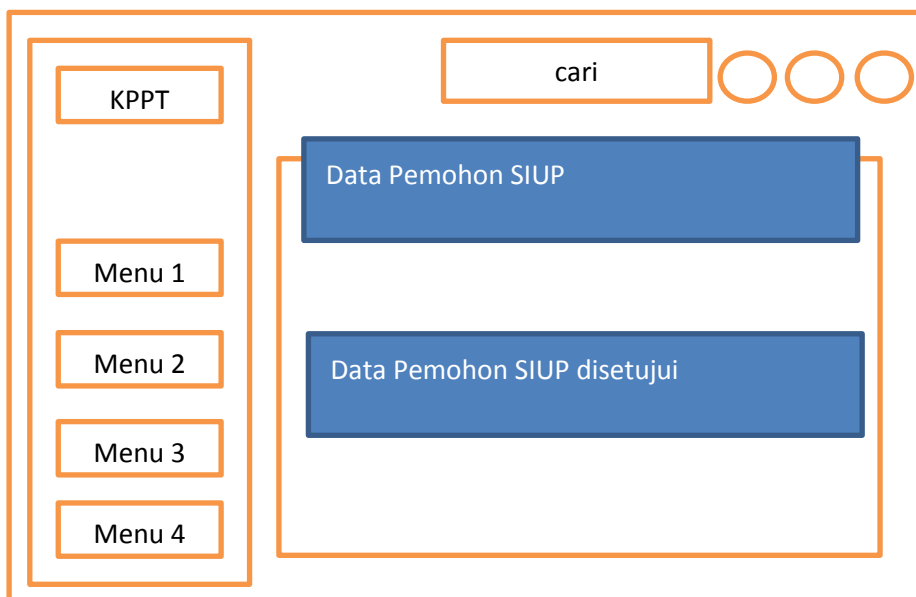 KPPT
cari
Data Pemohon SIUP
Menu 1
Menu 2
Data Pemohon SIUP disetujui
Menu 3
Menu 4